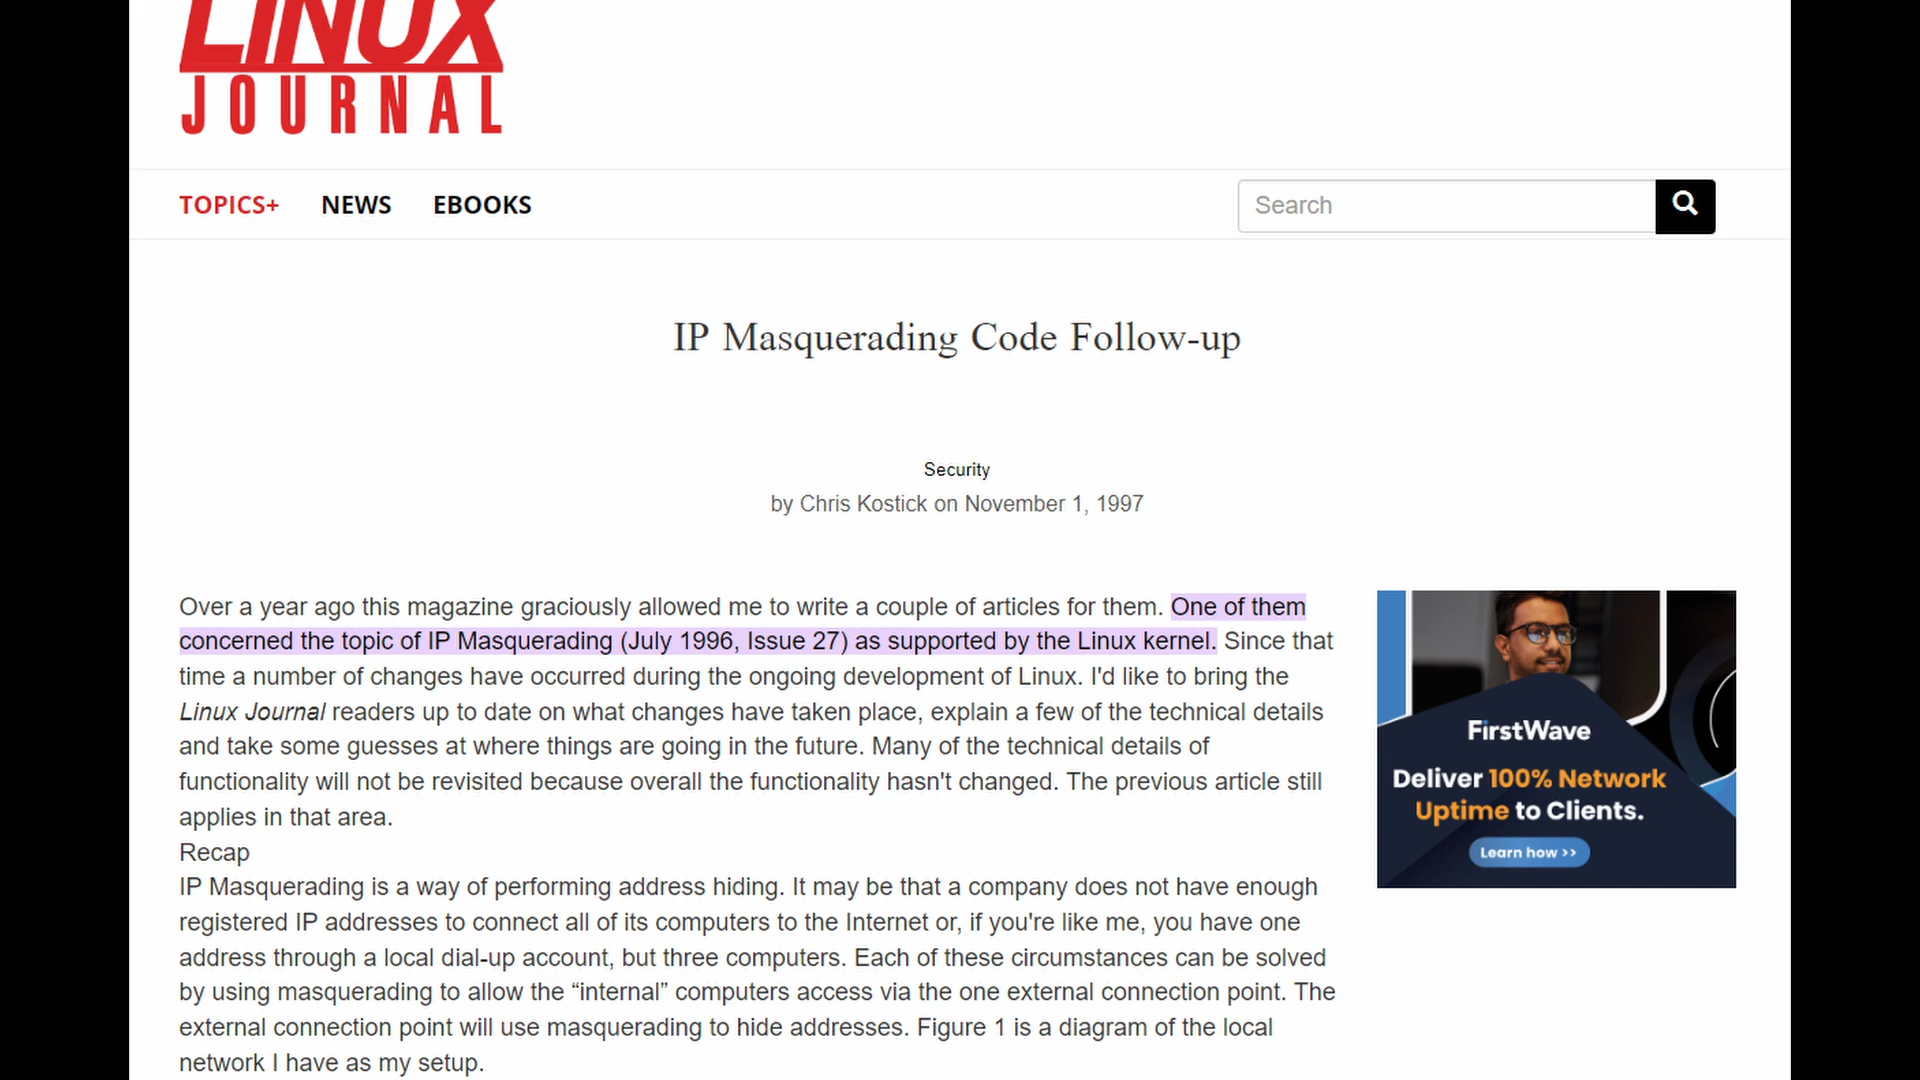 LINUX
JOURNAL
TOPICS+ NEWS EBOOKS
Search
IP Masquerading Code Follow-up
Security
by Chris Kostick on November 1, 1997
Over a year ago this magazine graciously allowed me to write a couple of articles for them. One of them
concerned the topic of IP Masquerading (July 1996, Issue 27) as supported by the Linux kernel. Since that
time a number of changes have occurred during the ongoing development of Linux. I'd like to bring the
Linux Journal readers up to date on what changes have taken place, explain a few of the technical details
and take some guesses at where things are going in the future. Many of the technical details of
functionality will not be revisited because overall the functionality hasn't changed. The previous article still
applies in that area.
Recap
IP Masquerading is a way of performing address hiding. It may be that a company does not have enough
registered IP addresses to connect all of its computers to the Internet or, if you're like me, you have one
address through a local dial-up account, but three computers. Each of these circumstances can be solved
by using masquerading to allow the “internal” computers access via the one external connection point. The
external connection point will use masquerading to hide addresses. Figure 1 is a diagram of the local
network I have as my setup.
FirstWave
Deliver 100% Network
Uptime to Clients.
Learn how >>